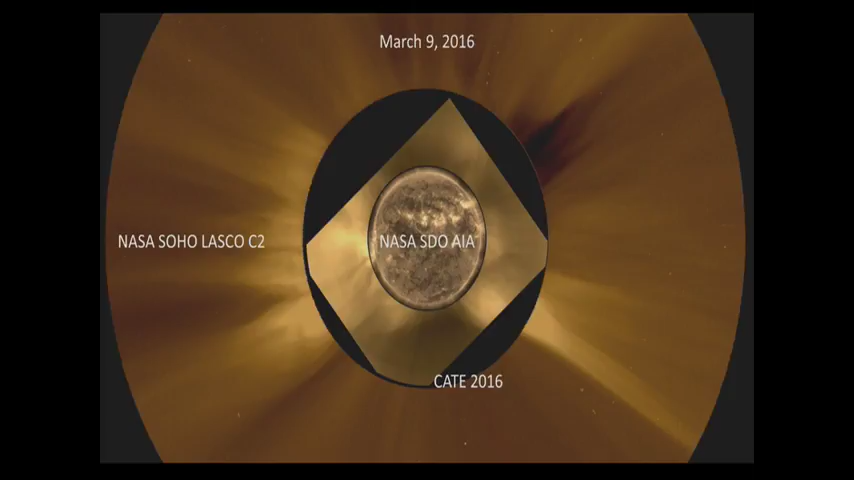 March 9, 2016
NASA SOHO LASCO C2
NASA SDO AIA
CATE 2016